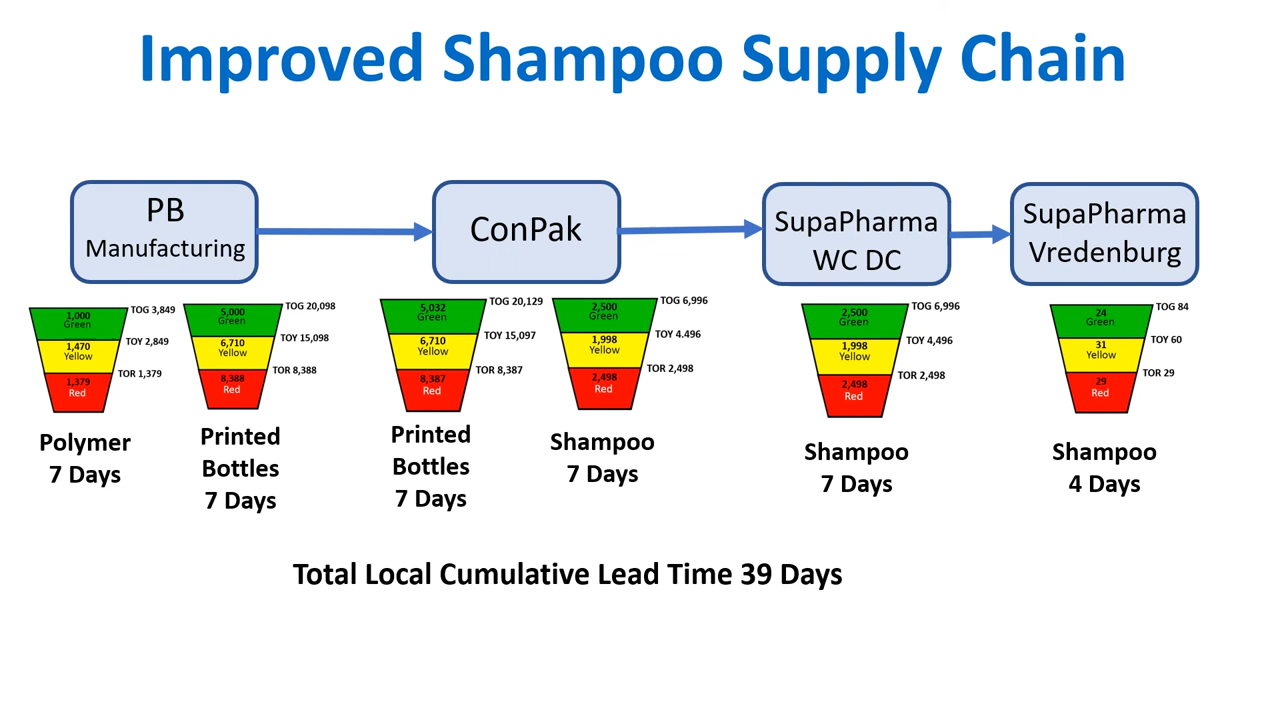 Improved Shampoo Supply Chain
PB
Manufacturing
ConPak
SupaPharma
WC DC
SupaPharma
Vredenburg
1,000
Green
1,470
Yellow
1,379
Red
TOG 3,849
TOY 2,849
TOR 1,379
5,000
Green
6,710
Yellow
8,388
Red
TOG 20,098
TOY 15,098
TOR 8,388
5,032
Green
6,710
Yellow
8,387
Red
TOG 20,129
TOY 15,097
TOR 8,387
2,500
Green
1,998
Yellow
2,498
Red
TOG 6,996
TOY 4.496
TOR 2,498
2,500
Green
1,998
Yellow
2,498
Red
TOG 6,996
TOY 4,496
TOR 2,498
24
Green
31
Yellow
29
Red
TOG 84
TOY 60
TOR 29
Polymer
7 Days
Printed
Bottles
7 Days
Printed
Bottles
7 Days
Shampoo
7 Days
Shampoo
7 Days
Shampoo
4 Days
Total Local Cumulative Lead Time 39 Days